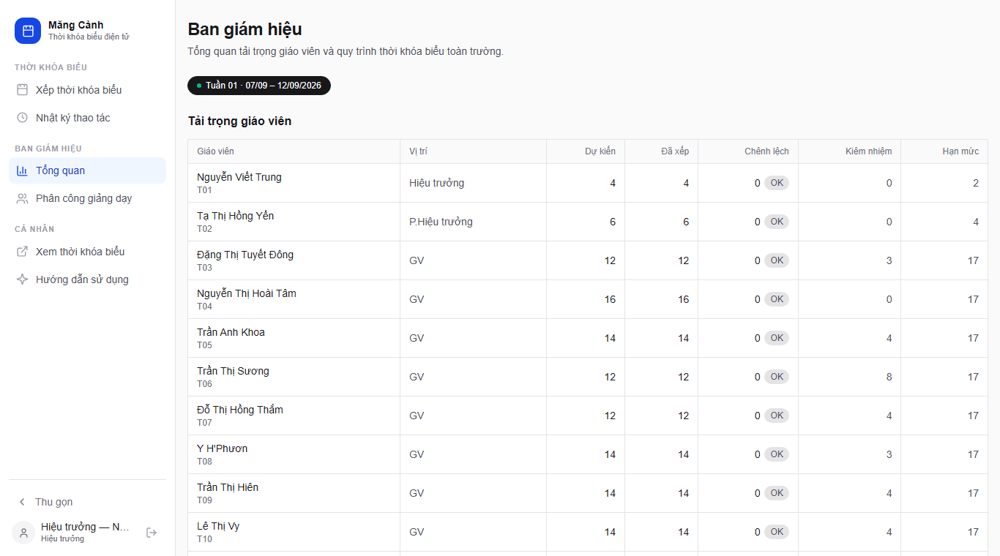 Măng Cành
Thời khóa biểu điện tử
THỜI KHÓA BIỂU
Xếp thời khóa biểu
Nhật ký thao tác
BAN GIÁM HIỆU
Tổng quan
Phân công giảng dạy
CÁ NHÂN
Xem thời khóa biểu
Hướng dẫn sử dụng
Thu gọn
Hiệu trưởng — N…
Hiệu trưởng
Ban giám hiệu
Tổng quan tải trọng giáo viên và quy trình thời khóa biểu toàn trường.
Tuần 01 · 07/09 – 12/09/2026
Tải trọng giáo viên
Giáo viên Vị trí Dự kiến Đã xếp Chênh lệch Kiêm nhiệm Hạn mức
Nguyễn Viết Trung
T01
Hiệu trưởng 4 4 0 OK 0 2
Tạ Thị Hồng Yến
T02
P.Hiệu trưởng 6 6 0 OK 0 4
Đặng Thị Tuyết Đông
T03
GV 12 12 0 OK 3 17
Nguyễn Thị Hoài Tâm
T04
GV 16 16 0 OK 0 17
Trần Anh Khoa
T05
GV 14 14 0 OK 4 17
Trần Thị Sương
T06
GV 12 12 0 OK 8 17
Đỗ Thị Hồng Thắm
T07
GV 12 12 0 OK 4 17
Y H'Phươn
T08
GV 14 14 0 OK 3 17
Trần Thị Hiên
T09
GV 14 14 0 OK 4 17
Lê Thị Vy
T10
GV 14 14 0 OK 4 17